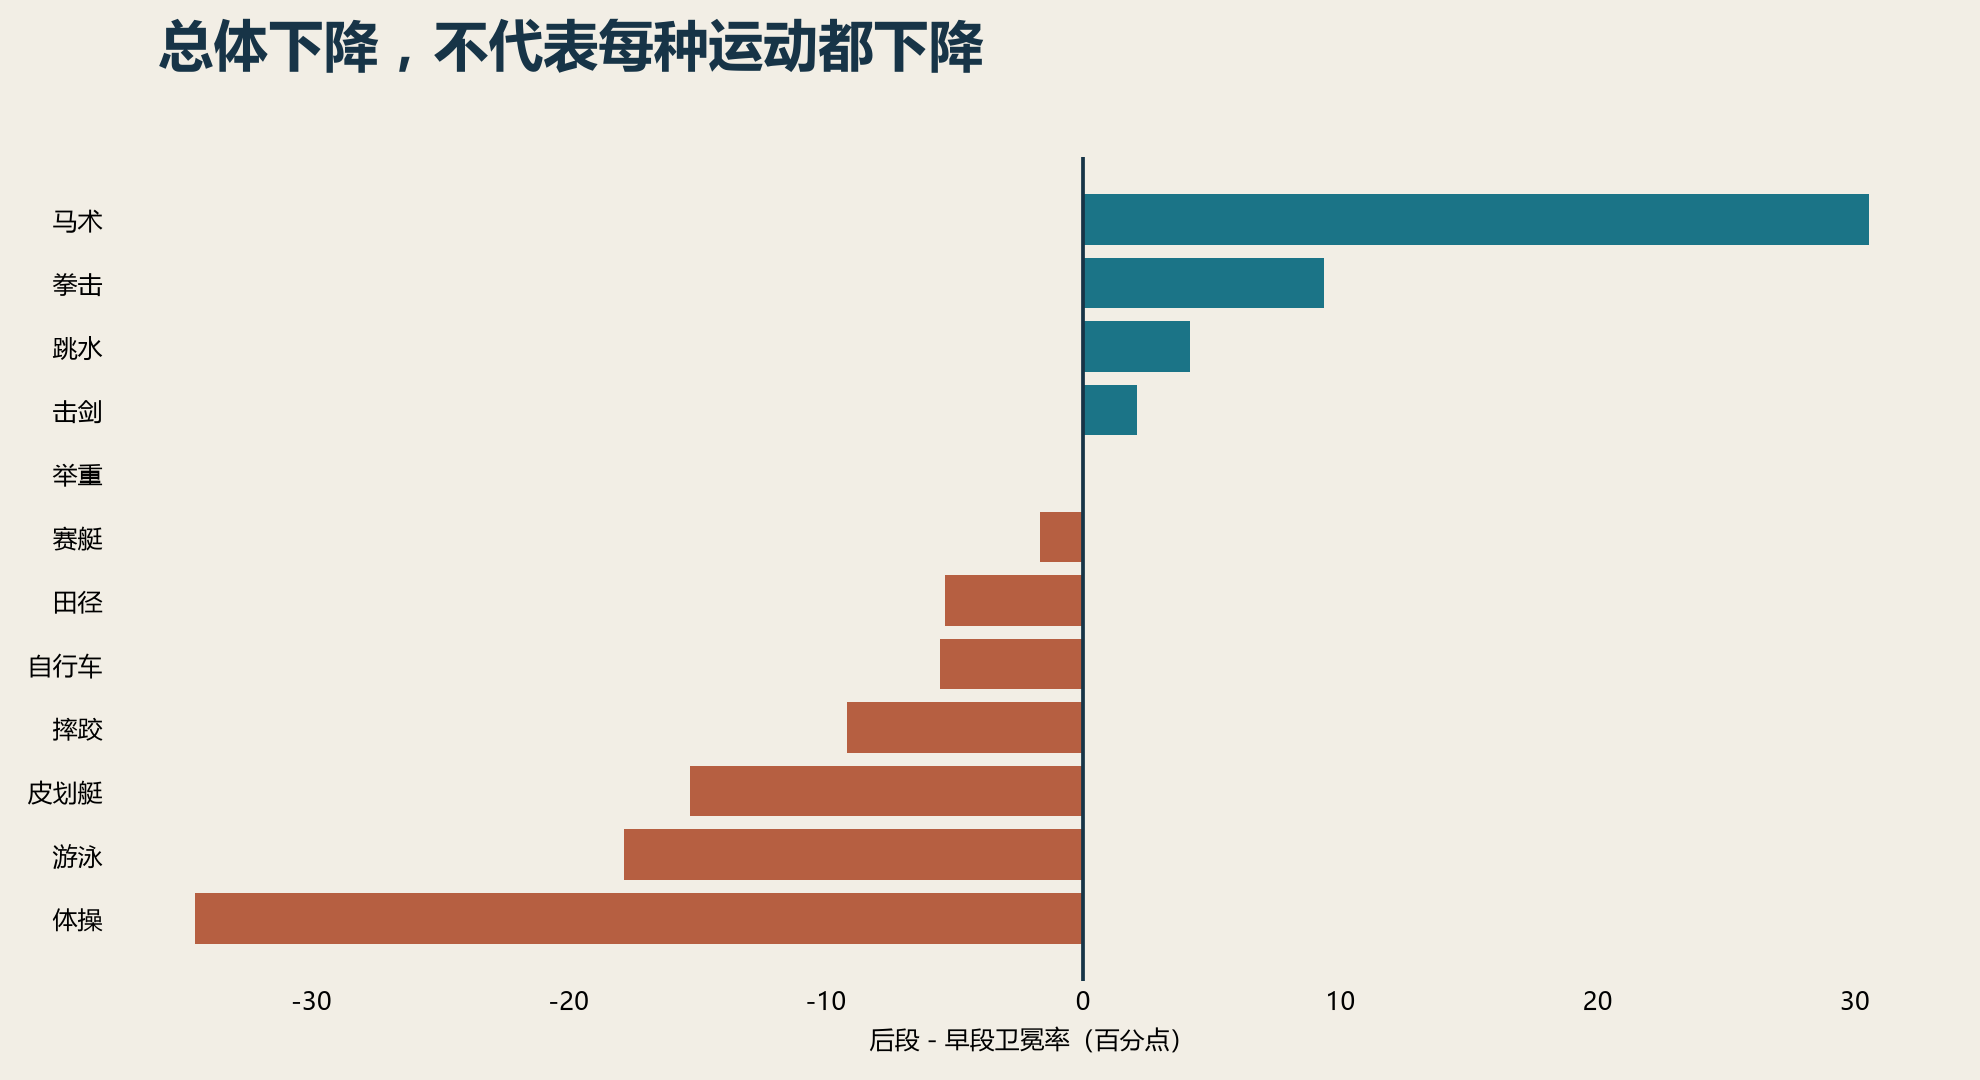 总体下降，不代表每种运动都下降
马术
拳击
跳水
击剑
举重
赛艇
田径
自行车
摔跤
皮划艇
游泳
体操
-30 -20 -10 0 10 20 30
后段 - 早段卫冕率（百分点）